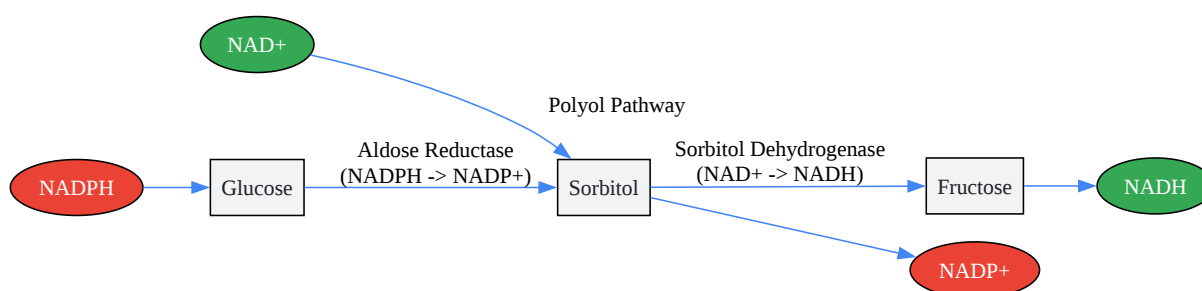 NAD+
Polyol Pathway
Aldose Reductase
(NADPH -> NADP+)
Sorbitol Dehydrogenase
(NAD+ -> NADH)
NADPH
Glucose
Sorbitol
Fructose
NADH
NADP+